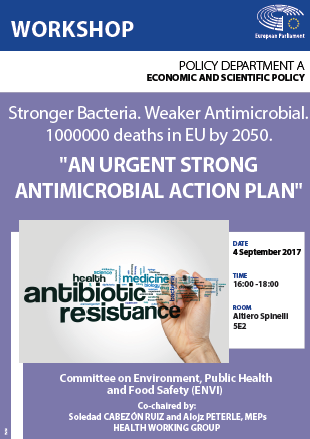 WORKSHOP
European Parliament
POLICY DEPARTMENT A
ECONOMIC AND SCIENTIFIC POLICY
Stronger Bacteria. Weaker Antimicrobial.
1000000 deaths in EU by 2050.
"AN URGENT STRONG
ANTIMICROBIAL ACTION PLAN"
health medicine
bacteria
antibiotic
resistance
DATE
4 September 2017
TIME
16:00 -18:00
ROOM
Altiero Spinelli
5E2
Committee on Environment, Public Health
and Food Safety (ENVI)
Co-chaired by:
Soledad CABEZÓN RUIZ and Alojz PETERLE, MEPs
HEALTH WORKING GROUP